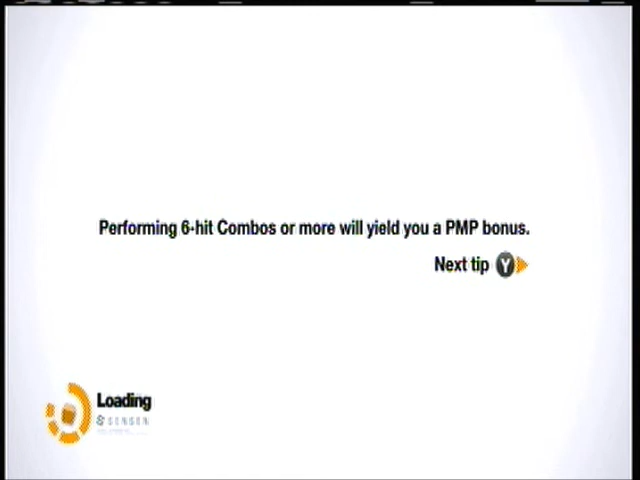 Performing 6-hit Combos or more will yield you a PMP bonus.
Next tip Y
Loading